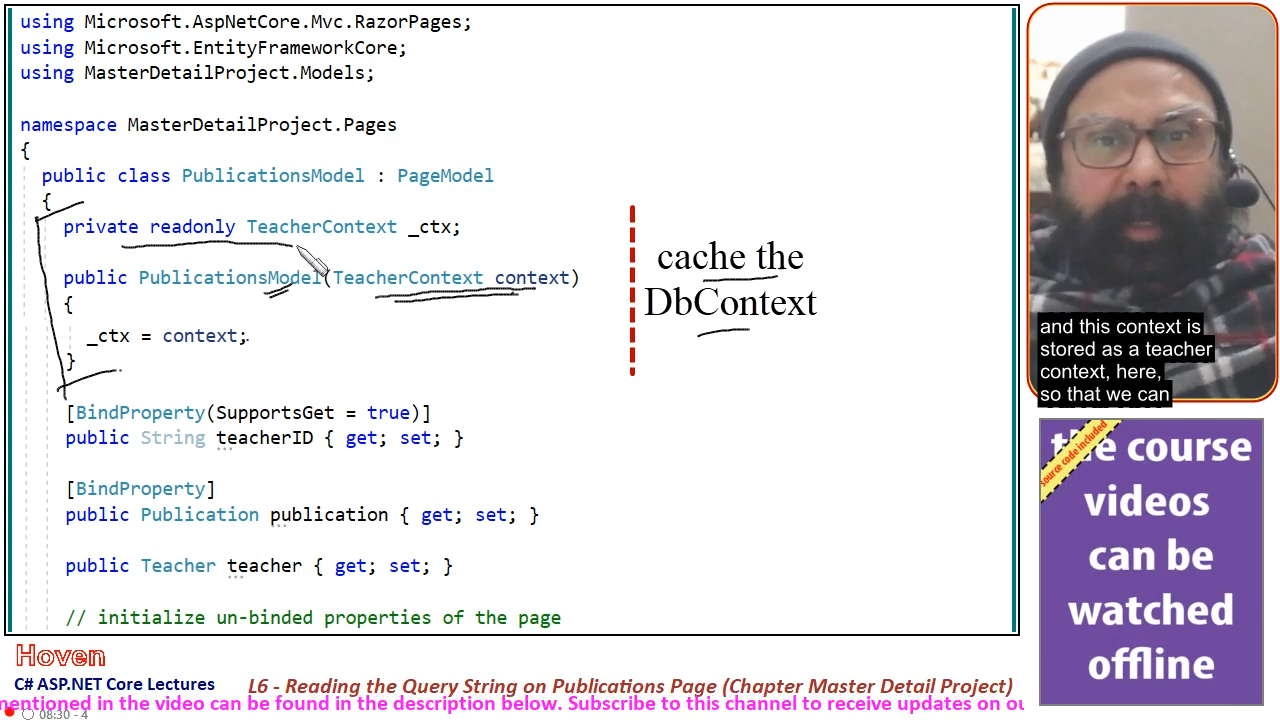 using Microsoft.AspNetCore.Mvc.RazorPages;
using Microsoft.EntityFrameworkCore;
using MasterDetailProject.Models;
namespace MasterDetailProject.Pages
{
public class PublicationsModel : PageModel
{
private readonly TeacherContext _ctx;
public PublicationsModel(TeacherContext context)
{
_ctx = context;
}
[BindProperty(SupportsGet = true)]
public String teacherID { get; set; }
[BindProperty]
public Publication publication { get; set; }
public Teacher teacher { get; set; }
// initialize un-binded properties of the page
cache the
DbContext
and this context is
stored as a teacher
context, here,
so that we can
source code included
the course
videos
can be
watched
offline
Hoven
C# ASP.NET Core Lectures
L6 - Reading the Query String on Publications Page (Chapter Master Detail Project)
mentioned in the video can be found in the description below. Subscribe to this channel to receive updates on ou
08:30 - 4